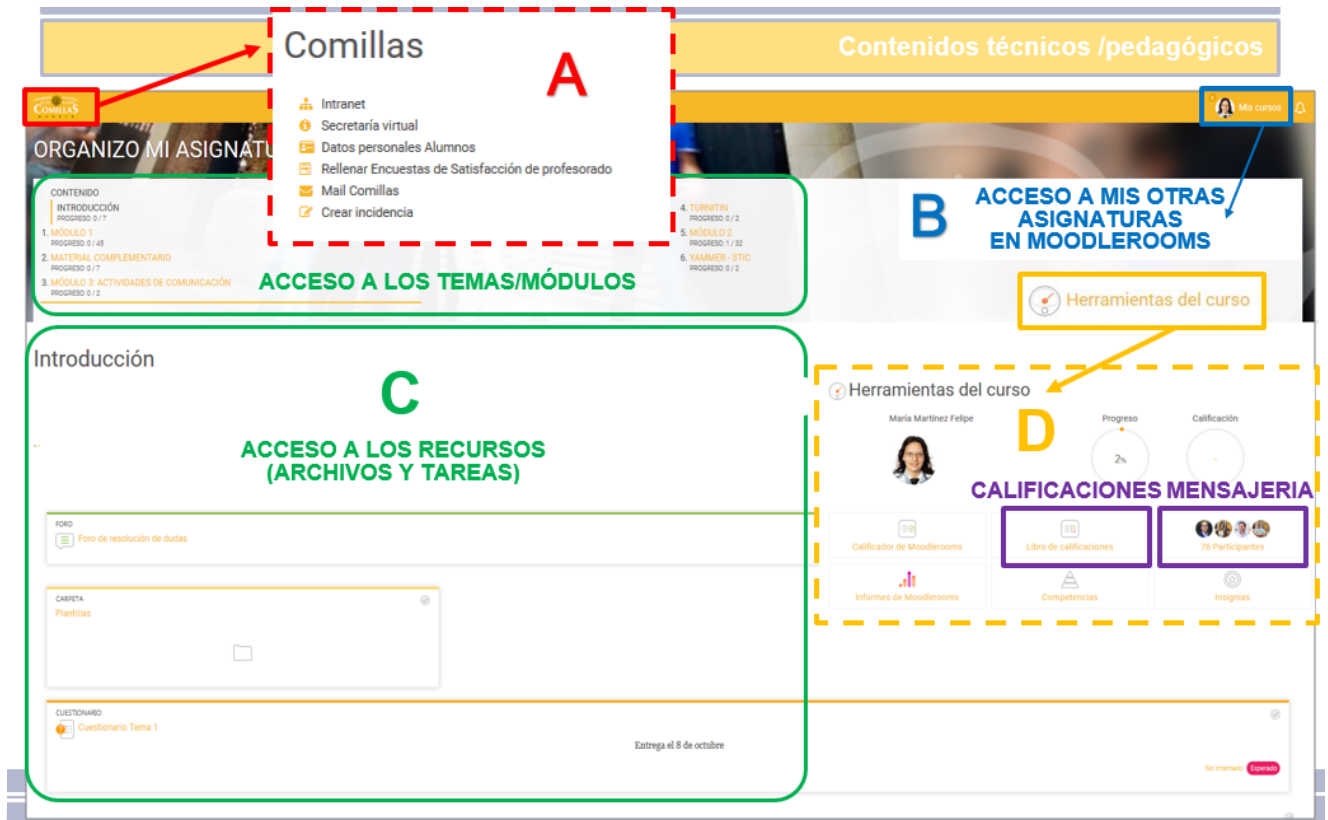 Contenidos técnicos /pedagógicos
Comillas
A
Intranet
Secretaría virtual
Datos personales Alumnos
Rellenar Encuestas de Satisfacción de profesorado
Mail Comillas
Crear incidencia
COMILLAS
MADRID
Mis cursos
ORGANIZO MI ASIGNATU
CONTENIDO
INTRODUCCIÓN
PROGRESO: 0 / 7
1. MÓDULO 1
PROGRESO: 0 / 45
2. MATERIAL COMPLEMENTARIO
PROGRESO: 0 / 7
3. MÓDULO 3: ACTIVIDADES DE COMUNICACIÓN
PROGRESO: 0 / 2
4. TURNITIN
PROGRESO: 0 / 2
5. MÓDULO 2
PROGRESO: 1 / 32
6. YAMMER - STIC
PROGRESO: 0 / 2
ACCESO A LOS TEMAS/MÓDULOS
B
ACCESO A MIS OTRAS
ASIGNATURAS
EN MOODLEROOMS
Herramientas del curso
Introducción
C
ACCESO A LOS RECURSOS
(ARCHIVOS Y TAREAS)
Herramientas del curso
D
María Martínez Felipe
Progreso
Calificación
2%
-
CALIFICACIONES
MENSAJERIA
Calificador de Moodlerooms
Libro de calificaciones
76 Participantes
Informes de Moodlerooms
Competencias
Insignias
FORO
Foro de resolución de dudas
CARPETA
Plantillas
CUESTIONARIO
Cuestionario Tema 1
Entrega el 8 de octubre
No intentado
Esperado